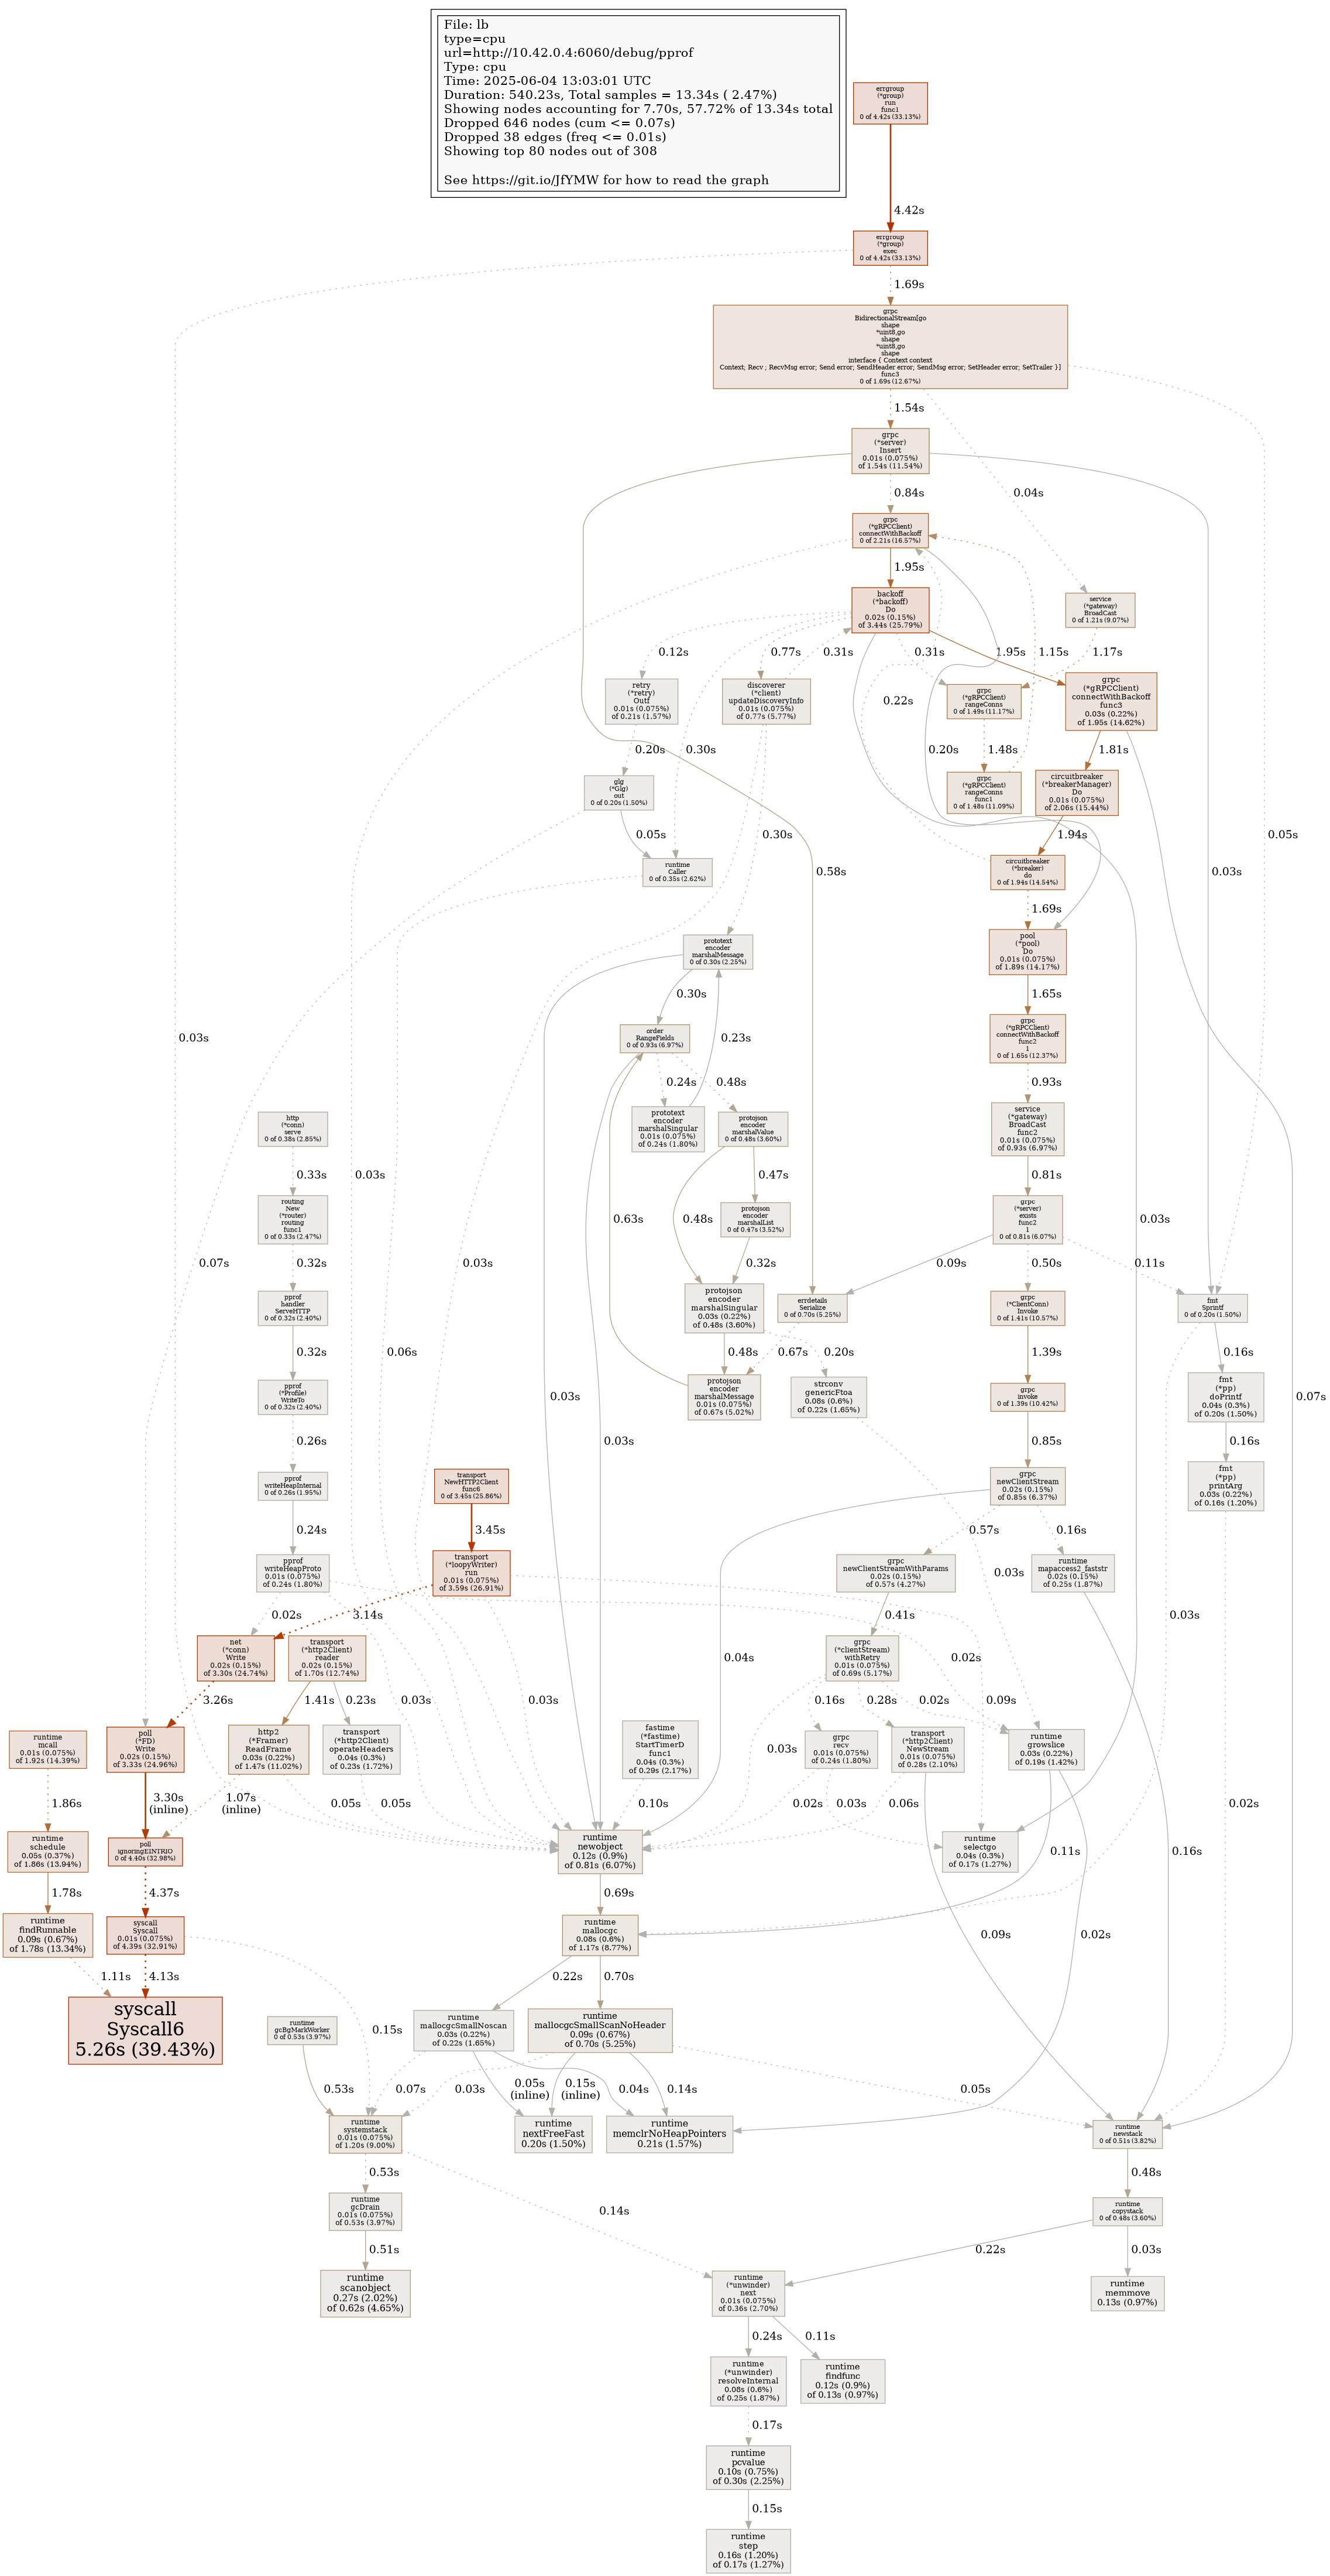 File: lb
type=cpu
url=http://10.42.0.4:6060/debug/pprof
Type: cpu
Time: 2025-06-04 13:03:01 UTC
Duration: 540.23s, Total samples = 13.34s ( 2.47%)
Showing nodes accounting for 7.70s, 57.72% of 13.34s total
Dropped 646 nodes (cum <= 0.07s)
Dropped 38 edges (freq <= 0.01s)
Showing top 80 nodes out of 308
See https://git.io/JfYMW for how to read the graph
errgroup
(*group)
run
func1
0 of 4.42s (33.13%)
4.42s
errgroup
(*group)
exec
0 of 4.42s (33.13%)
1.69s
grpc
BidirectionalStream[go
shape
*uint8,go
shape
*uint8,go
shape
interface { Context context
Context; Recv ; RecvMsg error; Send error; SendHeader error; SendMsg error; SetHeader error; SetTrailer }]
func3
0 of 1.69s (12.67%)
1.54s
grpc
(*server)
Insert
0.01s (0.075%)
of 1.54s (11.54%)
0.04s
0.84s
grpc
(*gRPCClient)
connectWithBackoff
0 of 2.21s (16.57%)
1.95s
backoff
(*backoff)
Do
0.02s (0.15%)
of 3.44s (25.79%)
service
(*gateway)
BroadCast
0 of 1.21s (9.07%)
0.12s
0.77s
0.31s
0.31s
1.95s
1.15s
1.17s
retry
(*retry)
Outf
0.01s (0.075%)
of 0.21s (1.57%)
discoverer
(*client)
updateDiscoveryInfo
0.01s (0.075%)
of 0.77s (5.77%)
grpc
(*gRPCClient)
rangeConns
0 of 1.49s (11.17%)
grpc
(*gRPCClient)
connectWithBackoff
func3
0.03s (0.22%)
of 1.95s (14.62%)
0.22s
0.20s
0.30s
0.20s
1.48s
1.81s
glg
(*Glg)
out
0 of 0.20s (1.50%)
grpc
(*gRPCClient)
rangeConns
func1
0 of 1.48s (11.09%)
circuitbreaker
(*breakerManager)
Do
0.01s (0.075%)
of 2.06s (15.44%)
0.05s
0.30s
1.94s
0.05s
runtime
Caller
0 of 0.35s (2.62%)
0.58s
circuitbreaker
(*breaker)
do
0 of 1.94s (14.54%)
0.03s
1.69s
prototext
encoder
marshalMessage
0 of 0.30s (2.25%)
pool
(*pool)
Do
0.01s (0.075%)
of 1.89s (14.17%)
0.30s
1.65s
order
RangeFields
0 of 0.93s (6.97%)
0.03s
0.23s
grpc
(*gRPCClient)
connectWithBackoff
func2
1
0 of 1.65s (12.37%)
0.24s
0.48s
0.93s
http
(*conn)
serve
0 of 0.38s (2.85%)
prototext
encoder
marshalSingular
0.01s (0.075%)
of 0.24s (1.80%)
protojson
encoder
marshalValue
0 of 0.48s (3.60%)
service
(*gateway)
BroadCast
func2
0.01s (0.075%)
of 0.93s (6.97%)
0.33s
0.03s
0.47s
0.81s
routing
New
(*router)
routing
func1
0 of 0.33s (2.47%)
0.63s
0.48s
protojson
encoder
marshalList
0 of 0.47s (3.52%)
0.03s
grpc
(*server)
exists
func2
1
0 of 0.81s (6.07%)
0.32s
0.07s
0.03s
0.32s
0.09s
0.50s
0.11s
pprof
handler
ServeHTTP
0 of 0.32s (2.40%)
protojson
encoder
marshalSingular
0.03s (0.22%)
of 0.48s (3.60%)
errdetails
Serialize
0 of 0.70s (5.25%)
grpc
(*ClientConn)
Invoke
0 of 1.41s (10.57%)
fmt
Sprintf
0 of 0.20s (1.50%)
0.32s
0.48s
0.67s
0.20s
1.39s
0.16s
pprof
(*Profile)
WriteTo
0 of 0.32s (2.40%)
0.06s
0.03s
0.03s
protojson
encoder
marshalMessage
0.01s (0.075%)
of 0.67s (5.02%)
strconv
genericFtoa
0.08s (0.6%)
of 0.22s (1.65%)
grpc
invoke
0 of 1.39s (10.42%)
fmt
(*pp)
doPrintf
0.04s (0.3%)
of 0.20s (1.50%)
0.07s
0.26s
0.85s
0.16s
pprof
writeHeapInternal
0 of 0.26s (1.95%)
transport
NewHTTP2Client
func6
0 of 3.45s (25.86%)
grpc
newClientStream
0.02s (0.15%)
of 0.85s (6.37%)
fmt
(*pp)
printArg
0.03s (0.22%)
of 0.16s (1.20%)
0.24s
3.45s
0.57s
0.16s
pprof
writeHeapProto
0.01s (0.075%)
of 0.24s (1.80%)
transport
(*loopyWriter)
run
0.01s (0.075%)
of 3.59s (26.91%)
grpc
newClientStreamWithParams
0.02s (0.15%)
of 0.57s (4.27%)
0.03s
runtime
mapaccess2_faststr
0.02s (0.15%)
of 0.25s (1.87%)
0.02s
3.14s
0.41s
0.03s
net
(*conn)
Write
0.02s (0.15%)
of 3.30s (24.74%)
transport
(*http2Client)
reader
0.02s (0.15%)
of 1.70s (12.74%)
0.04s
grpc
(*clientStream)
withRetry
0.01s (0.075%)
of 0.69s (5.17%)
0.02s
3.26s
1.41s
0.23s
0.03s
0.03s
0.16s
0.28s
0.02s
0.09s
runtime
mcall
0.01s (0.075%)
of 1.92s (14.39%)
poll
(*FD)
Write
0.02s (0.15%)
of 3.33s (24.96%)
http2
(*Framer)
ReadFrame
0.03s (0.22%)
of 1.47s (11.02%)
transport
(*http2Client)
operateHeaders
0.04s (0.3%)
of 0.23s (1.72%)
fastime
(*fastime)
StartTimerD
func1
0.04s (0.3%)
of 0.29s (2.17%)
0.03s
grpc
recv
0.01s (0.075%)
of 0.24s (1.80%)
transport
(*http2Client)
NewStream
0.01s (0.075%)
of 0.28s (2.10%)
runtime
growslice
0.03s (0.22%)
of 0.19s (1.42%)
1.86s
3.30s
(inline)
1.07s
(inline)
0.05s
0.05s
0.10s
0.02s
0.03s
0.06s
0.02s
runtime
schedule
0.05s (0.37%)
of 1.86s (13.94%)
poll
ignoringEINTRIO
0 of 4.40s (32.98%)
runtime
newobject
0.12s (0.9%)
of 0.81s (6.07%)
runtime
selectgo
0.04s (0.3%)
of 0.17s (1.27%)
0.11s
0.16s
1.78s
4.37s
0.69s
runtime
findRunnable
0.09s (0.67%)
of 1.78s (13.34%)
syscall
Syscall
0.01s (0.075%)
of 4.39s (32.91%)
runtime
mallocgc
0.08s (0.6%)
of 1.17s (8.77%)
0.09s
0.02s
1.11s
4.13s
0.22s
0.70s
syscall
Syscall6
5.26s (39.43%)
0.15s
runtime
gcBgMarkWorker
0 of 0.53s (3.97%)
runtime
mallocgcSmallNoscan
0.03s (0.22%)
of 0.22s (1.65%)
runtime
mallocgcSmallScanNoHeader
0.09s (0.67%)
of 0.70s (5.25%)
0.53s
0.07s
0.03s
0.05s
(inline)
0.15s
(inline)
0.04s
0.14s
0.05s
runtime
systemstack
0.01s (0.075%)
of 1.20s (9.00%)
runtime
nextFreeFast
0.20s (1.50%)
runtime
memclrNoHeapPointers
0.21s (1.57%)
runtime
newstack
0 of 0.51s (3.82%)
0.53s
0.48s
runtime
gcDrain
0.01s (0.075%)
of 0.53s (3.97%)
0.14s
runtime
copystack
0 of 0.48s (3.60%)
0.51s
0.22s
0.03s
runtime
scanobject
0.27s (2.02%)
of 0.62s (4.65%)
runtime
(*unwinder)
next
0.01s (0.075%)
of 0.36s (2.70%)
runtime
memmove
0.13s (0.97%)
0.24s
0.11s
runtime
(*unwinder)
resolveInternal
0.08s (0.6%)
of 0.25s (1.87%)
runtime
findfunc
0.12s (0.9%)
of 0.13s (0.97%)
0.17s
runtime
pcvalue
0.10s (0.75%)
of 0.30s (2.25%)
0.15s
runtime
step
0.16s (1.20%)
of 0.17s (1.27%)